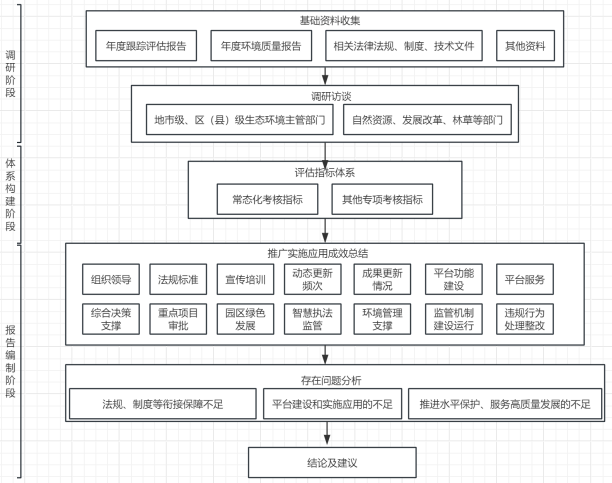 调研阶段
基础资料收集
年度跟踪评估报告
年度环境质量报告
相关法律法规、制度、技术文件
其他资料
调研访谈
地市级、区（县）级生态环境主管部门
自然资源、发展改革、林草等部门
体系构建阶段
评估指标体系
常态化考核指标
其他专项考核指标
报告编制阶段
推广实施应用成效总结
组织领导
法规标准
宣传培训
动态更新
频次
成果更新
情况
平台功能
建设
平台服务
综合决策
支撑
重点项目
审批
园区绿色
发展
智慧执法
监管
环境管理
支撑
监管机制
建设运行
违规行为
处理整改
存在问题分析
法规、制度等衔接保障不足
平台建设和实施应用的不足
推进水平保护、服务高质量发展的不足
结论及建议